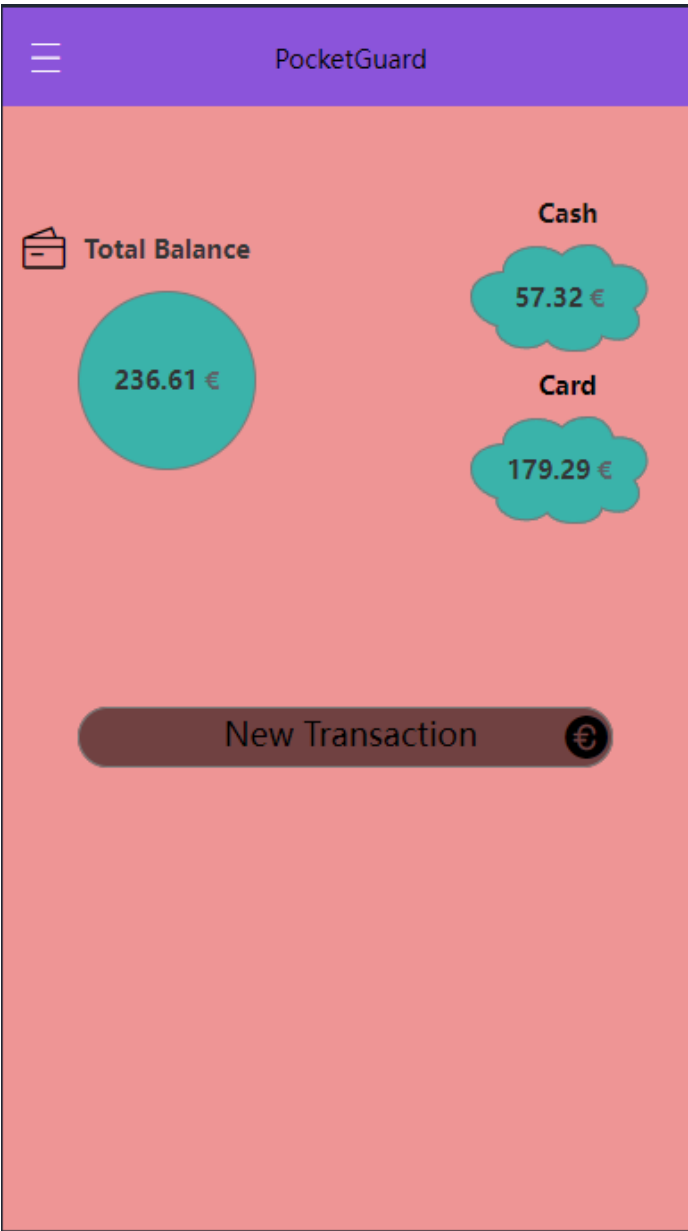 PocketGuard
Total Balance
236.61 €
Cash
57.32 €
Card
179.29 €
New Transaction €